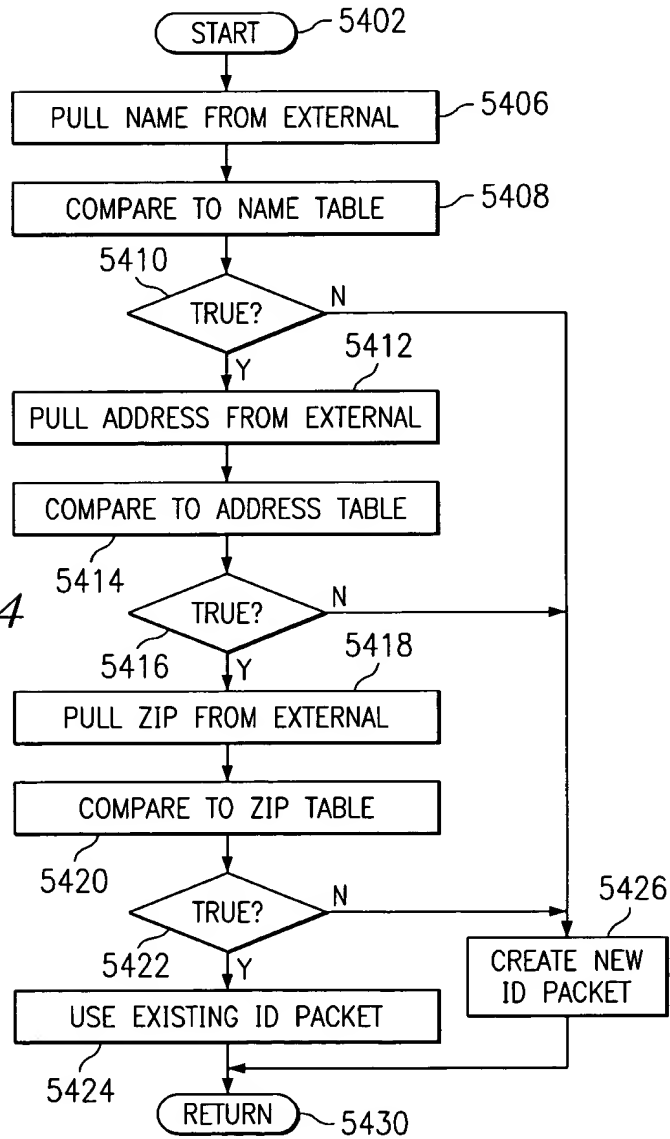 START
5402
PULL NAME FROM EXTERNAL
5406
COMPARE TO NAME TABLE
5408
5410
TRUE?
N
Y
5412
PULL ADDRESS FROM EXTERNAL
COMPARE TO ADDRESS TABLE
5414
4
TRUE?
N
5416
Y
5418
PULL ZIP FROM EXTERNAL
COMPARE TO ZIP TABLE
5420
TRUE?
N
5422
Y
5426
CREATE NEW
ID PACKET
USE EXISTING ID PACKET
5424
RETURN
5430